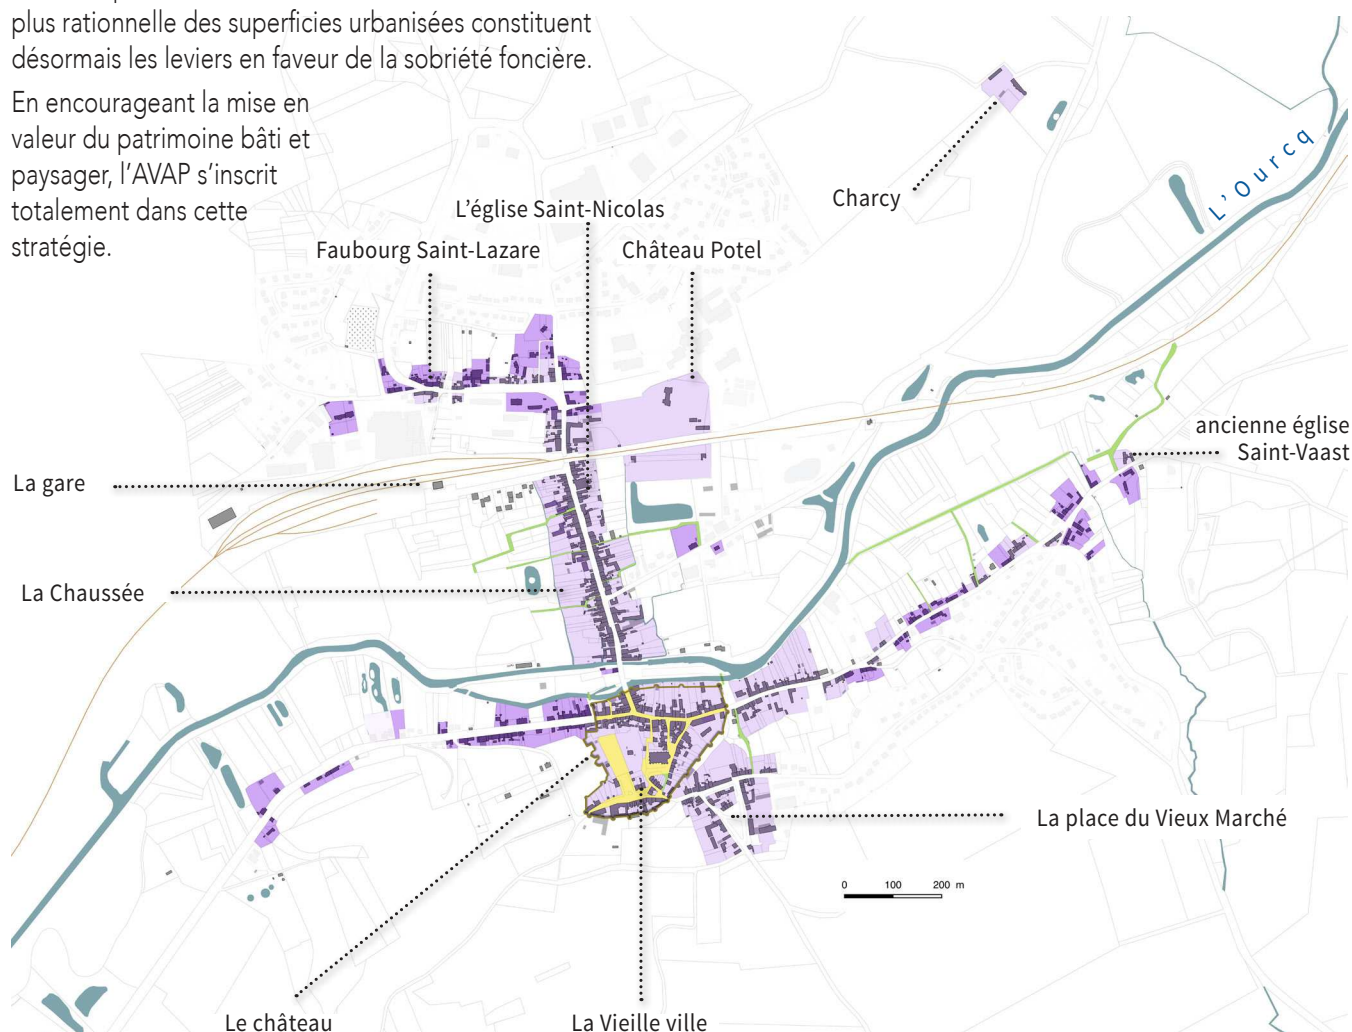 plus rationnelle des superficies urbanisées constituent
désormais les leviers en faveur de la sobriété foncière.
En encourageant la mise en
valeur du patrimoine bâti et
paysager, l’AVAP s’inscrit
totalement dans cette
stratégie.
Charcy
L’Ourcq
L’église Saint-Nicolas
Faubourg Saint-Lazare
Château Potel
ancienne église
Saint-Vaast
La gare
La Chaussée
La place du Vieux Marché
0 100 200 m
Le château
La Vieille ville